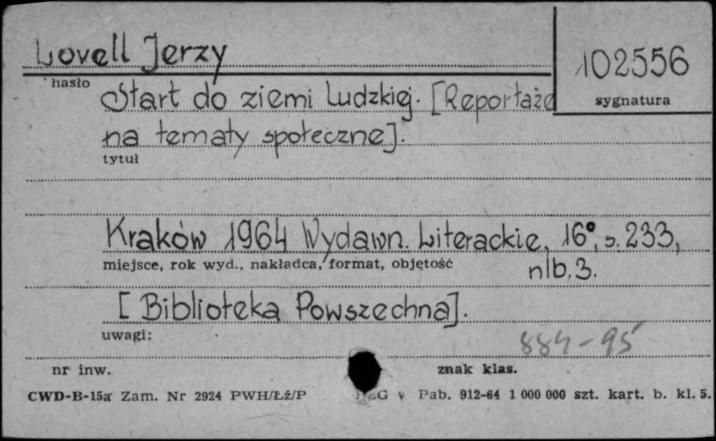 Lovell Jerzy
102556
hasło
sygnatura
Start do ziemi ludzkiej. [Reportaże
na tematy społeczne].
tytuł
Kraków 1964 Wydawn. Literackie, 16°, s. 233,
miejsce, rok wyd., nakładca, format, objętość
nlb. 3.
[Biblioteka Powszechna].
uwagi:
884-95
nr inw.
znak klas.
CWD-B-15a Zam. Nr 2924 PWH/Łź/P
Pab. 912-64 1 000 000 szt. kart. b. kl. 5.